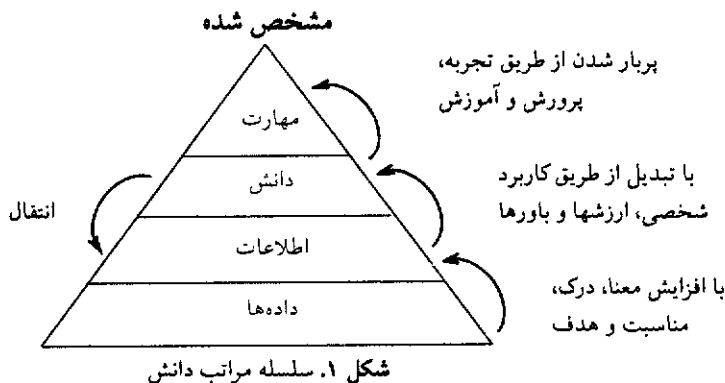 مشخص شده
پربار شدن از طریق تجربه،
پرورش و آموزش
مهارت
با تبدیل از طریق کاربرد
شخصی، ارزشها و باورها
دانش
انتقال
اطلاعات
با افزایش معنا، درک،
مناسبت و هدف
داده‌ها
شکل ۱. سلسله مراتب دانش